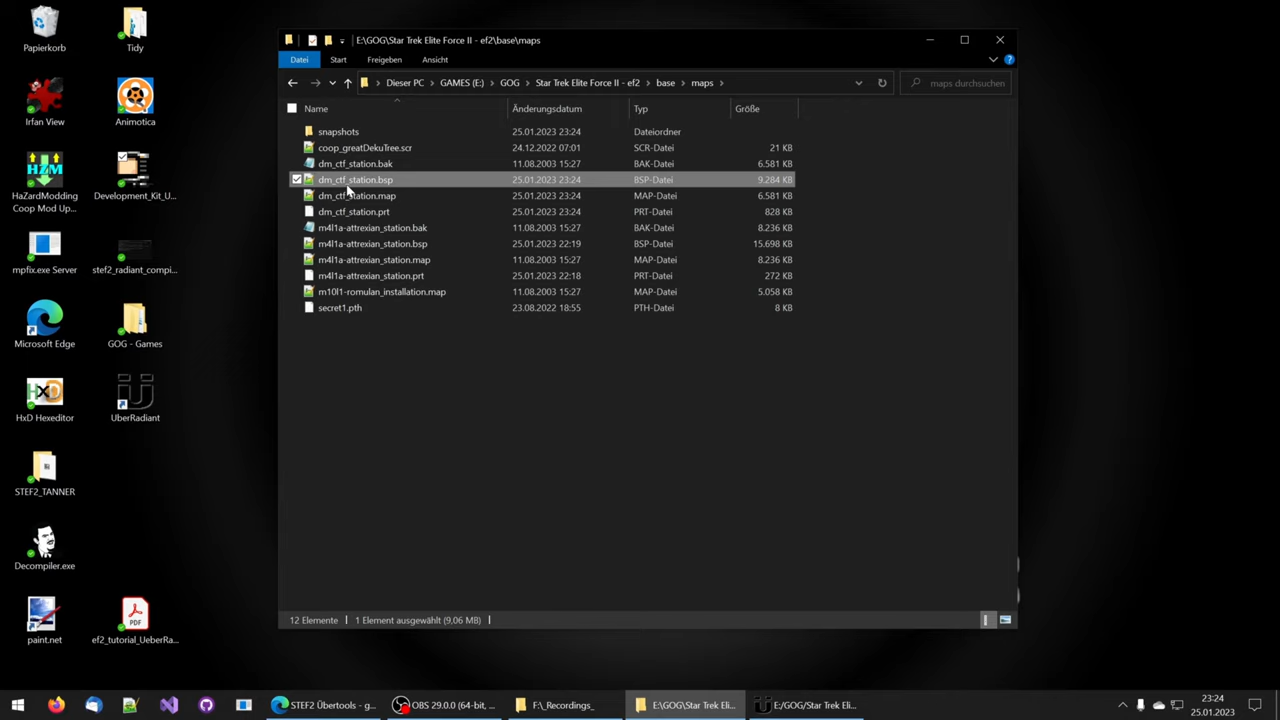 Papierkorb
Tidy
Irfan View
Animotica
HaZardModding
Coop Mod Up...
Development_Kit_U...
mpfix.exe Server
stef2_radiant_compi...
Microsoft Edge
GOG - Games
HxD Hexeditor
UberRadiant
STEF2_TANNER
Decompiler.exe
paint.net
ef2_tutorial_UeberRa...
E:\GOG\Star Trek Elite Force II - ef2\base\maps
Datei Start Freigeben Ansicht
Dieser PC GAMES (E:) GOG Star Trek Elite Force II - ef2 base maps
maps durchsuchen
Name Änderungsdatum Typ Größe
snapshots 25.01.2023 23:24 Dateiordner
coop_greatDekuTree.scr 24.12.2022 07:01 SCR-Datei 21 KB
dm_ctf_station.bak 11.08.2003 15:27 BAK-Datei 6.581 KB
dm_ctf_station.bsp 25.01.2023 23:24 BSP-Datei 9.284 KB
dm_ctf_station.map 25.01.2023 23:24 MAP-Datei 6.581 KB
dm_ctf_station.prt 25.01.2023 23:24 PRT-Datei 828 KB
m4l1a-attrexian_station.bak 11.08.2003 15:27 BAK-Datei 8.236 KB
m4l1a-attrexian_station.bsp 25.01.2023 22:19 BSP-Datei 15.698 KB
m4l1a-attrexian_station.map 11.08.2003 15:27 MAP-Datei 8.236 KB
m4l1a-attrexian_station.prt 25.01.2023 22:18 PRT-Datei 272 KB
m10l1-romulan_installation.map 11.08.2003 15:27 MAP-Datei 5.058 KB
secret1.pth 23.08.2022 18:55 PTH-Datei 8 KB
12 Elemente 1 Element ausgewählt (9,06 MB)
STEF2 Übertools - g...
OBS 29.0.0 (64-bit, ...
F:\_Recordings_
E:\GOG\Star Trek Eli...
E:/GOG/Star Trek Eli...
23:24
25.01.2023